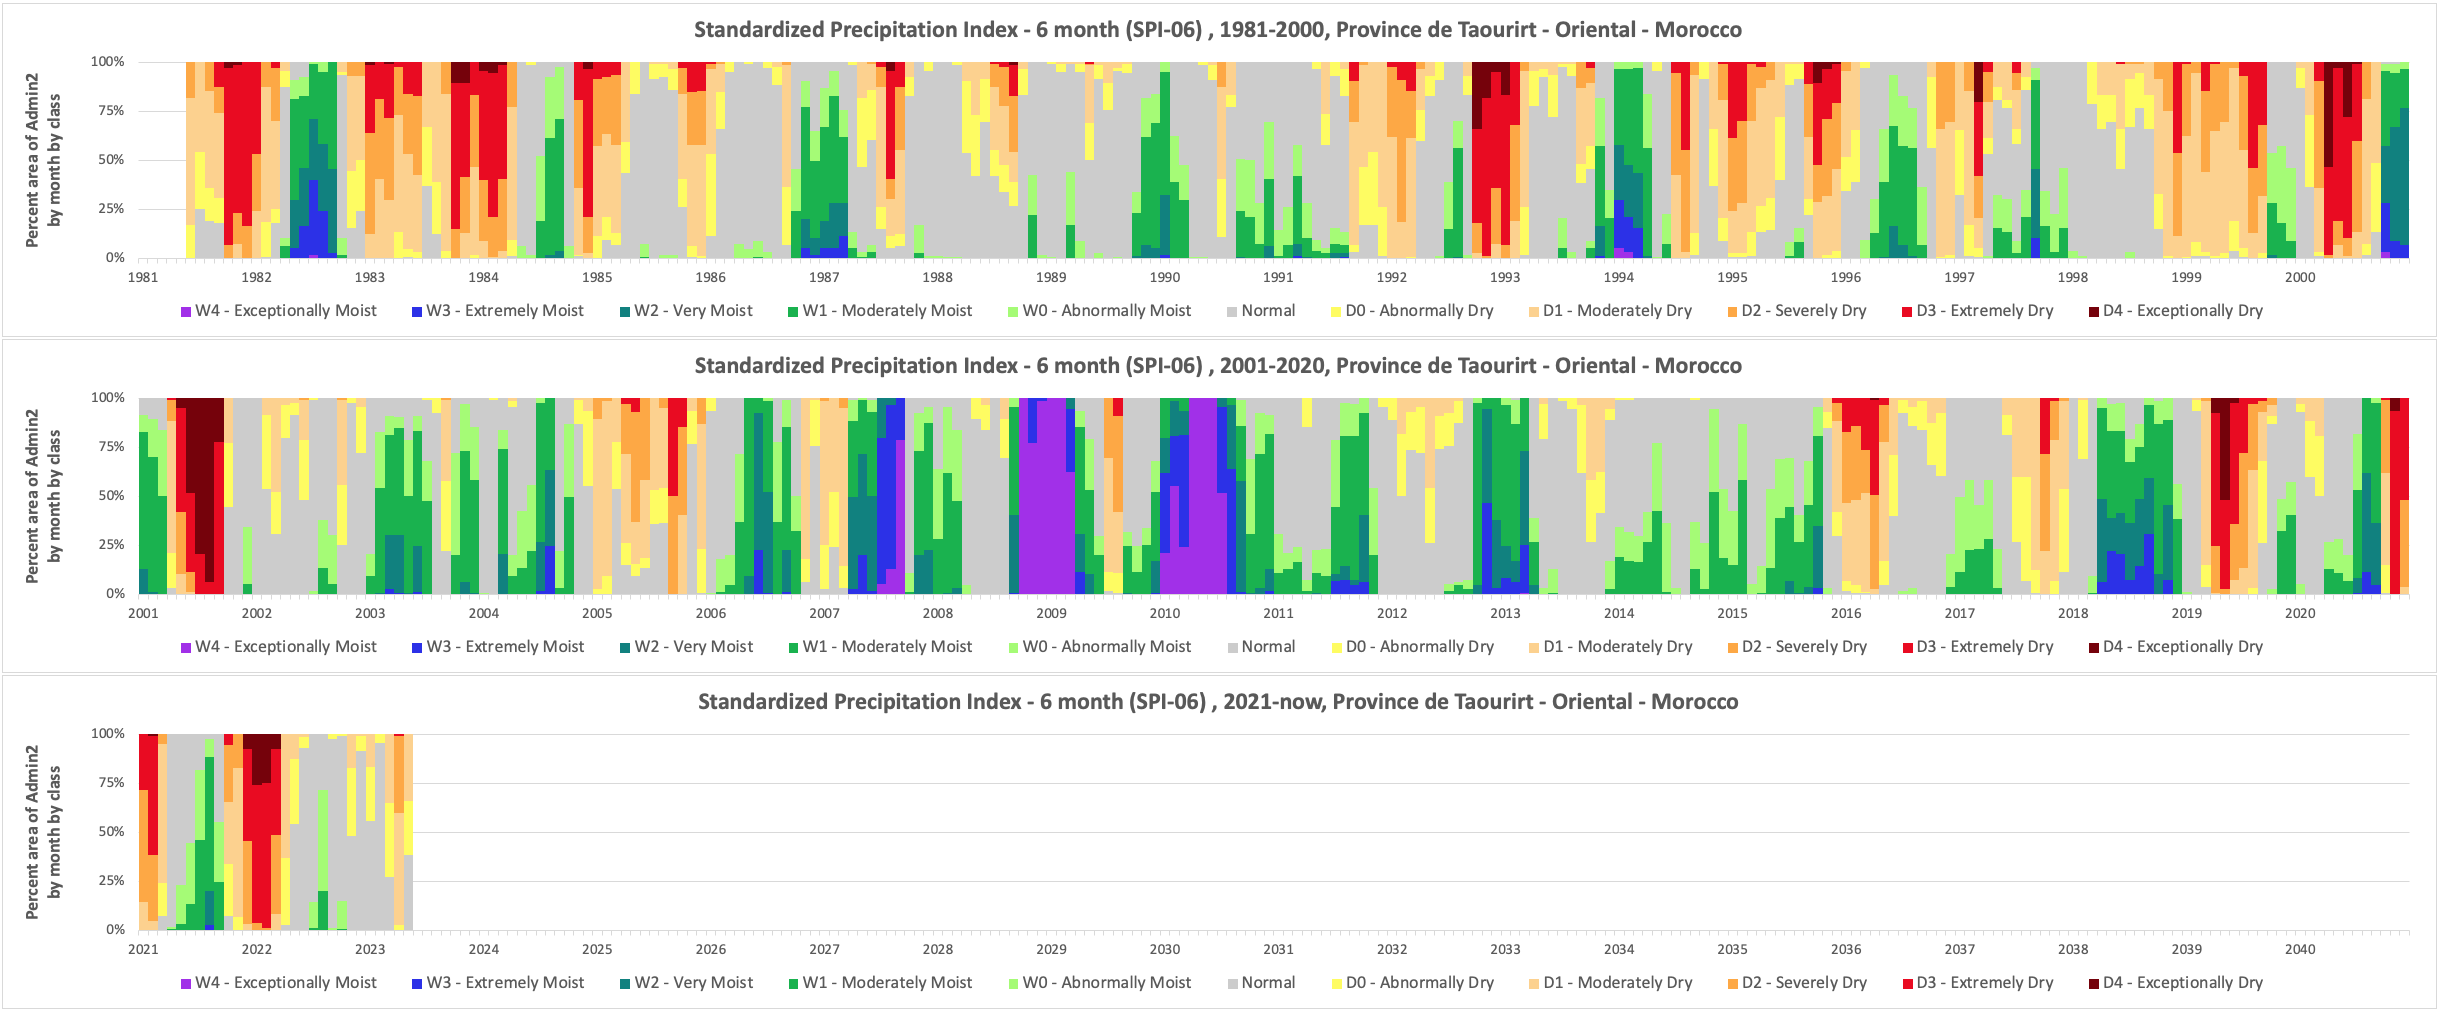 Standardized Precipitation Index - 6 month (SPI-06) , 1981-2000, Province de Taourirt - Oriental - Morocco
Percent area of Admin2
by month by class
100%
75%
50%
25%
0%
1981 1982 1983 1984 1985 1986 1987 1988 1989 1990 1991 1992 1993 1994 1995 1996 1997 1998 1999 2000
W4 - Exceptionally Moist W3 - Extremely Moist W2 - Very Moist W1 - Moderately Moist W0 - Abnormally Moist Normal D0 - Abnormally Dry D1 - Moderately Dry D2 - Severely Dry D3 - Extremely Dry D4 - Exceptionally Dry
Standardized Precipitation Index - 6 month (SPI-06) , 2001-2020, Province de Taourirt - Oriental - Morocco
Percent area of Admin2
by month by class
100%
75%
50%
25%
0%
2001 2002 2003 2004 2005 2006 2007 2008 2009 2010 2011 2012 2013 2014 2015 2016 2017 2018 2019 2020
W4 - Exceptionally Moist W3 - Extremely Moist W2 - Very Moist W1 - Moderately Moist W0 - Abnormally Moist Normal D0 - Abnormally Dry D1 - Moderately Dry D2 - Severely Dry D3 - Extremely Dry D4 - Exceptionally Dry
Standardized Precipitation Index - 6 month (SPI-06) , 2021-now, Province de Taourirt - Oriental - Morocco
Percent area of Admin2
by month by class
100%
75%
50%
25%
0%
2021 2022 2023 2024 2025 2026 2027 2028 2029 2030 2031 2032 2033 2034 2035 2036 2037 2038 2039 2040
W4 - Exceptionally Moist W3 - Extremely Moist W2 - Very Moist W1 - Moderately Moist W0 - Abnormally Moist Normal D0 - Abnormally Dry D1 - Moderately Dry D2 - Severely Dry D3 - Extremely Dry D4 - Exceptionally Dry